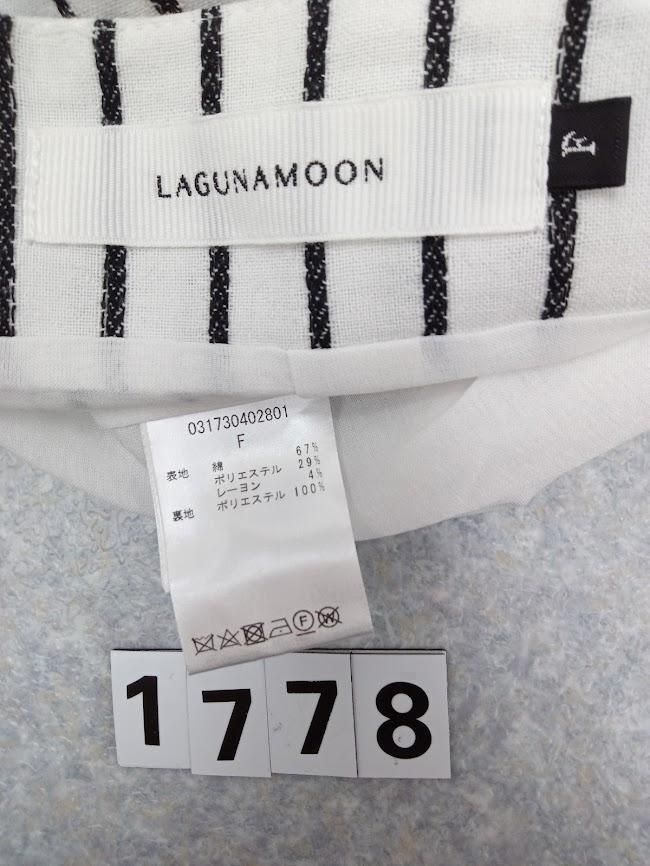 LAGUNAMOON
F
031730402801
F
表地 綿 67%
ポリエステル 29%
レーヨン 4%
裏地 ポリエステル 100%
F W
1778